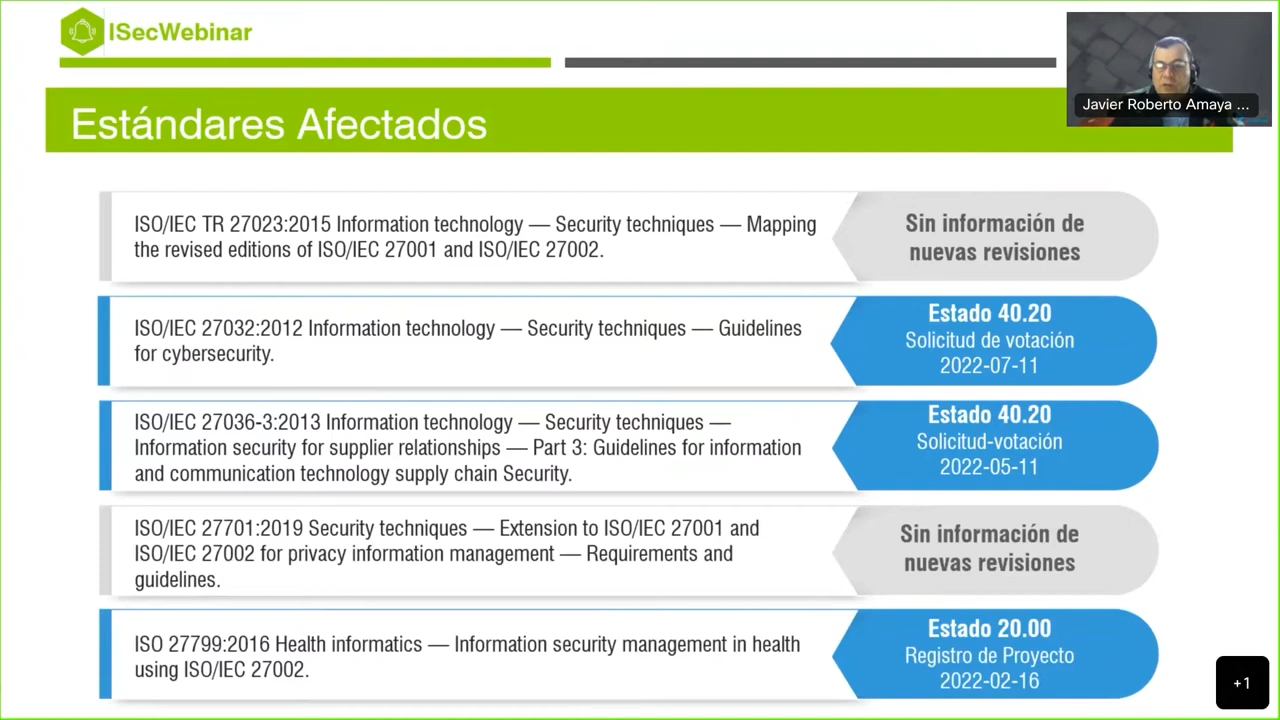 ISecWebinar
Javier Roberto Amaya ...
Estándares Afectados
ISO/IEC TR 27023:2015 Information technology — Security techniques — Mapping
the revised editions of ISO/IEC 27001 and ISO/IEC 27002.
Sin información de
nuevas revisiones
ISO/IEC 27032:2012 Information technology — Security techniques — Guidelines
for cybersecurity.
Estado 40.20
Solicitud de votación
2022-07-11
ISO/IEC 27036-3:2013 Information technology — Security techniques —
Information security for supplier relationships — Part 3: Guidelines for information
and communication technology supply chain Security.
Estado 40.20
Solicitud-votación
2022-05-11
ISO/IEC 27701:2019 Security techniques — Extension to ISO/IEC 27001 and
ISO/IEC 27002 for privacy information management — Requirements and
guidelines.
Sin información de
nuevas revisiones
ISO 27799:2016 Health informatics — Information security management in health
using ISO/IEC 27002.
Estado 20.00
Registro de Proyecto
2022-02-16
+1